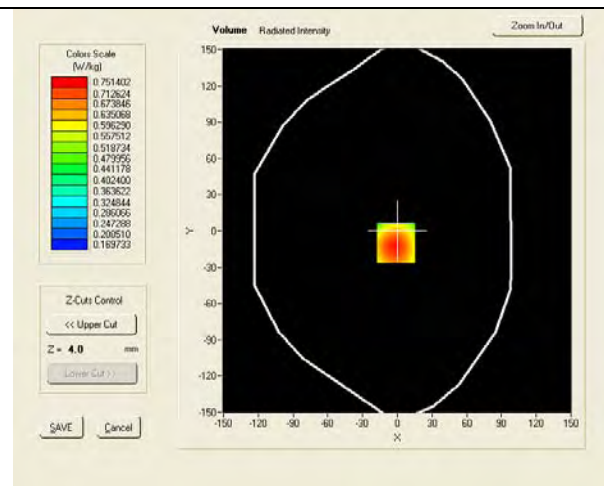 Volume Radiated Intensity
Zoom In/Out
Colors Scale
(W/kg)
0.751402
0.712624
0.673846
0.635068
0.596290
0.557512
0.518734
0.479956
0.441178
0.402400
0.363622
0.324844
0.286066
0.247288
0.208510
0.169733
Z-Cuts Control
<< Upper Cut
Z = 4.0 mm
Lower Cut >>
SAVE Cancel
150
120
90
60
30
0
-30
-60
-90
-120
-150
Y
-150 -120 -90 -60 -30 0 30 60 90 120 150
X